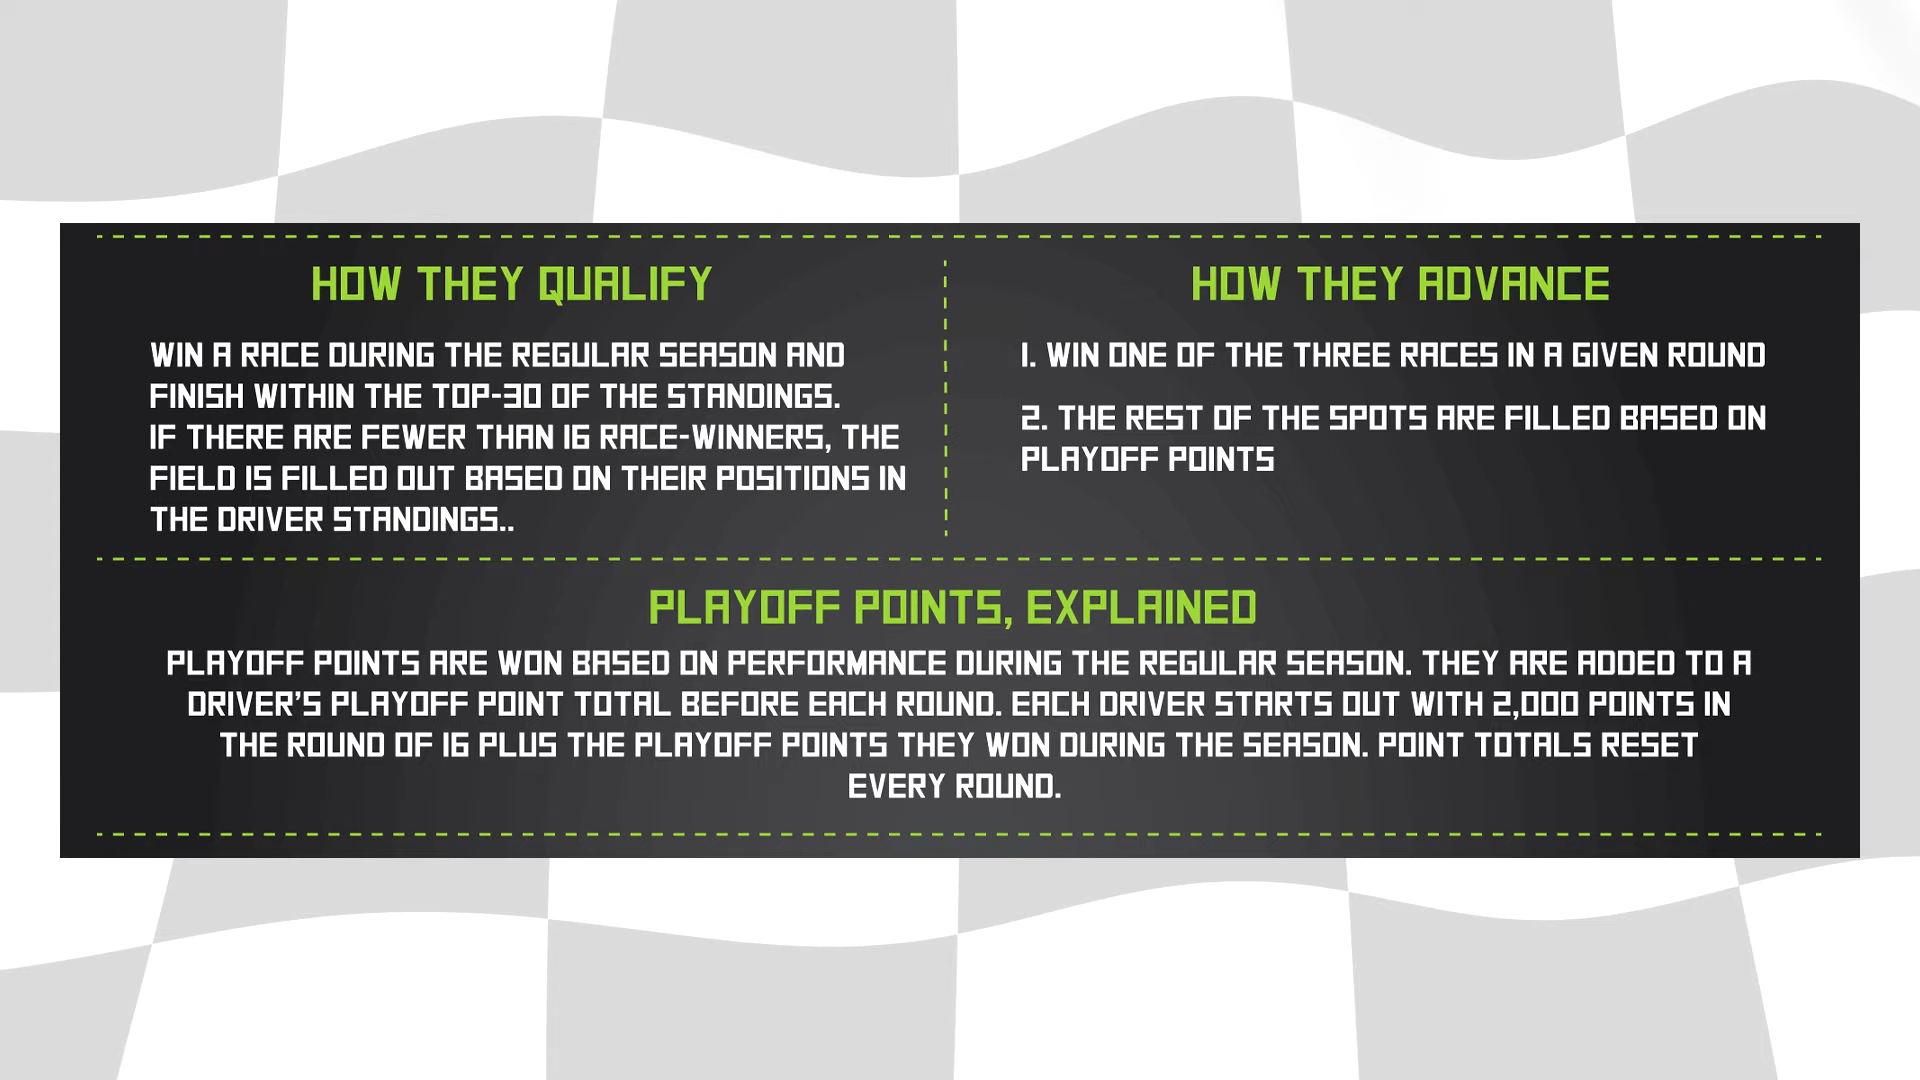 HOW THEY QUALIFY
WIN A RACE DURING THE REGULAR SEASON AND
FINISH WITHIN THE TOP-30 OF THE STANDINGS.
IF THERE ARE FEWER THAN 16 RACE-WINNERS, THE
FIELD IS FILLED OUT BASED ON THEIR POSITIONS IN
THE DRIVER STANDINGS..
HOW THEY ADVANCE
1. WIN ONE OF THE THREE RACES IN A GIVEN ROUND
2. THE REST OF THE SPOTS ARE FILLED BASED ON
PLAYOFF POINTS
PLAYOFF POINTS, EXPLAINED
PLAYOFF POINTS ARE WON BASED ON PERFORMANCE DURING THE REGULAR SEASON. THEY ARE ADDED TO A
DRIVER'S PLAYOFF POINT TOTAL BEFORE EACH ROUND. EACH DRIVER STARTS OUT WITH 2,000 POINTS IN
THE ROUND OF 16 PLUS THE PLAYOFF POINTS THEY WON DURING THE SEASON. POINT TOTALS RESET
EVERY ROUND.